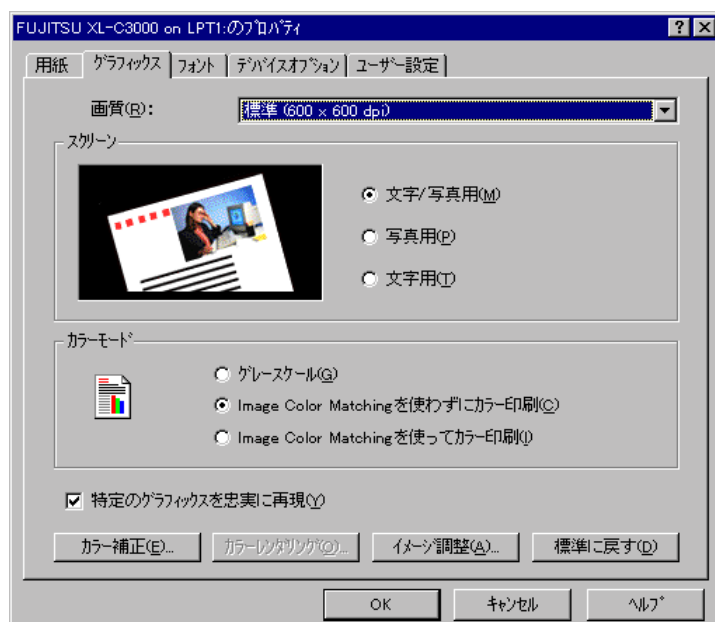 FUJITSU XL-C3000 on LPT1:のﾌﾟﾛﾊﾟﾃｨ
用紙 ｸﾞﾗﾌｨｯｸｽ ﾌｫﾝﾄ ﾃﾞﾊﾞｲｽｵﾌﾟｼｮﾝ ﾕｰｻﾞｰ設定
画質(R): 標準 (600 x 600 dpi)
ｽｸﾘｰﾝ
文字/写真用(M)
写真用(P)
文字用(T)
ｶﾗｰﾓｰﾄﾞ
ｸﾞﾚｰｽｹｰﾙ(G)
Image Color Matchingを使わずにｶﾗｰ印刷(C)
Image Color Matchingを使ってｶﾗｰ印刷(I)
特定のｸﾞﾗﾌｨｯｸｽを忠実に再現(Y)
ｶﾗｰ補正(E)... ｶﾗｰﾚﾝﾀﾞﾘﾝｸﾞ(O)... ｲﾒｰｼﾞ調整(A)... 標準に戻す(D)
OK ｷｬﾝｾﾙ ﾍﾙﾌﾟ